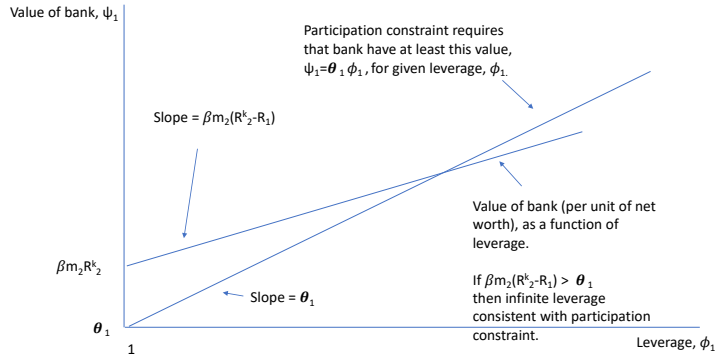 Value of bank, ψ₁
Participation constraint requires
that bank have at least this value,
ψ₁=θ₁ϕ₁, for given leverage, ϕ₁.
Slope = βm₂(Rᵏ₂-R₁)
Value of bank (per unit of net
worth), as a function of
leverage.
βm₂Rᵏ₂
If βm₂(Rᵏ₂-R₁) > θ₁
then infinite leverage
consistent with participation
constraint.
Slope = θ₁
θ₁
1
Leverage, ϕ₁